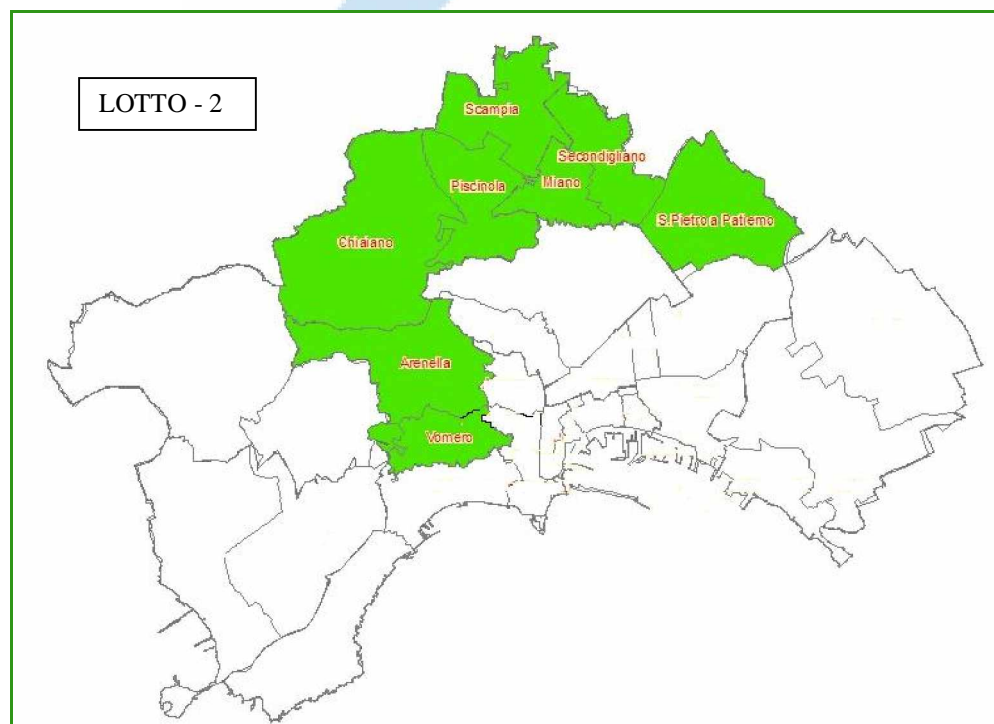 LOTTO - 2
Scampia
Secondigliano
Piscinola
Miano
S.Pietro a Patierno
Chiaiano
Arenella
Vomero